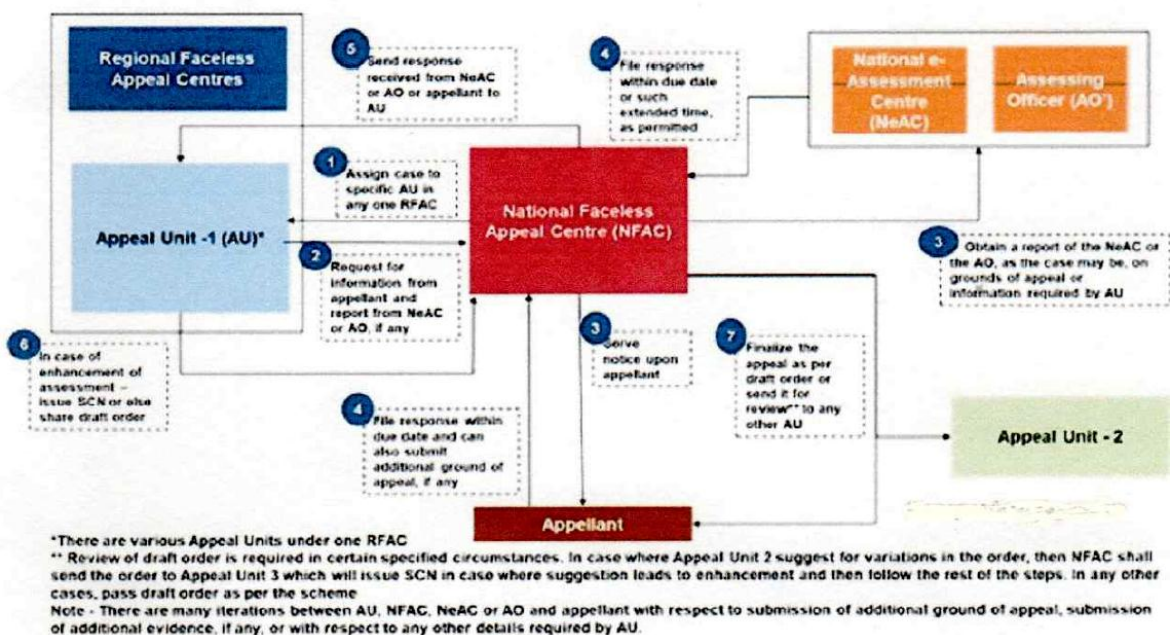 Regional Faceless
Appeal Centres
5
Send response
received from NeAC
or AO or appellant to
AU
4
File response
within due date
or such
extended time,
as permitted
National e-
Assessment
Centre
(NeAC)
Assessing
Officer (AO')
1
Assign case to
specific AU in
any one RFAC
Appeal Unit -1 (AU)*
National Faceless
Appeal Centre (NFAC)
2
Request for
information from
appellant and
report from NeAC
or AO, if any
3
Obtain a report of the NeAC or
the AO, as the case may be, on
grounds of appeal or
information required by AU
6
In case of
enhancement of
assessment –
issue SCN or else
share draft order
3
Serve
notice upon
appellant
7
Finalize the
appeal as per
draft order or
send it for
review** to any
other AU
4
File response within
due date and can
also submit
additional ground of
appeal, if any
Appeal Unit - 2
Appellant
*There are various Appeal Units under one RFAC
** Review of draft order is required in certain specified circumstances. In case where Appeal Unit 2 suggest for variations in the order, then NFAC shall
send the order to Appeal Unit 3 which will issue SCN in case where suggestion leads to enhancement and then follow the rest of the steps. In any other
cases, pass draft order as per the scheme
Note - There are many iterations between AU, NFAC, NeAC or AO and appellant with respect to submission of additional ground of appeal, submission
of additional evidence, if any, or with respect to any other details required by AU.